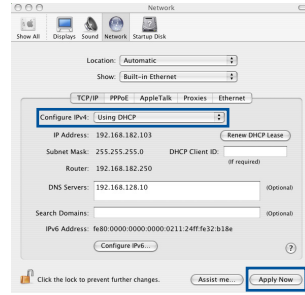 Network
Show All Displays Sound Network Startup Disk
Location: Automatic
Show: Built-in Ethernet
TCP/IP PPPoE AppleTalk Proxies Ethernet
Configure IPv4: Using DHCP
IP Address: 192.168.182.103 Renew DHCP Lease
Subnet Mask: 255.255.255.0 DHCP Client ID:
(If required)
Router: 192.168.182.250
DNS Servers: 192.168.128.10 (Optional)
Search Domains: (Optional)
IPv6 Address: fe80:0000:0000:0000:0211:24ff:fe32:b18e
Configure IPv6... ?
Click the lock to prevent further changes. Assist me... Apply Now